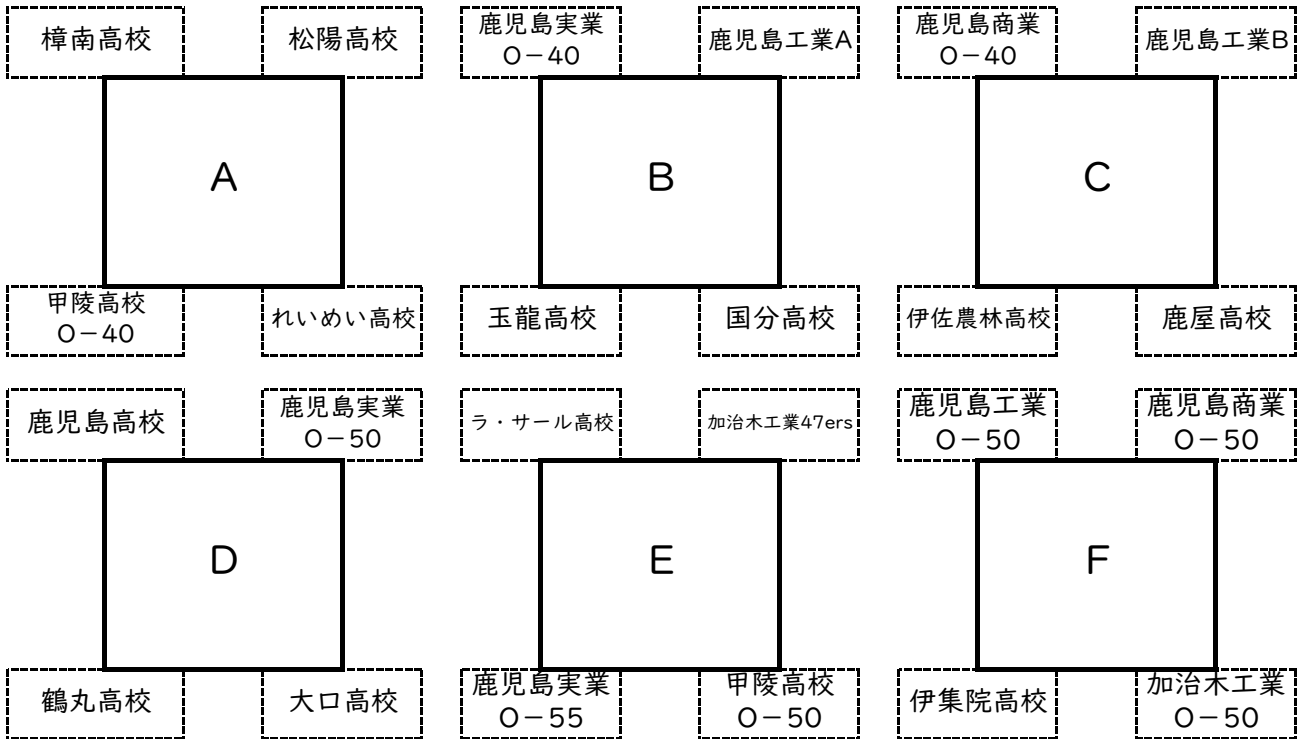 樟南高校
松陽高校
鹿児島実業
O−40
鹿児島工業A
鹿児島商業
O−40
鹿児島工業B
A
B
C
甲陵高校
O−40
れいめい高校
玉龍高校
国分高校
伊佐農林高校
鹿屋高校
鹿児島高校
鹿児島実業
O−50
ラ・サール高校
加治木工業47ers
鹿児島工業
O−50
鹿児島商業
O−50
D
E
F
鶴丸高校
大口高校
鹿児島実業
O−55
甲陵高校
O−50
伊集院高校
加治木工業
O−50